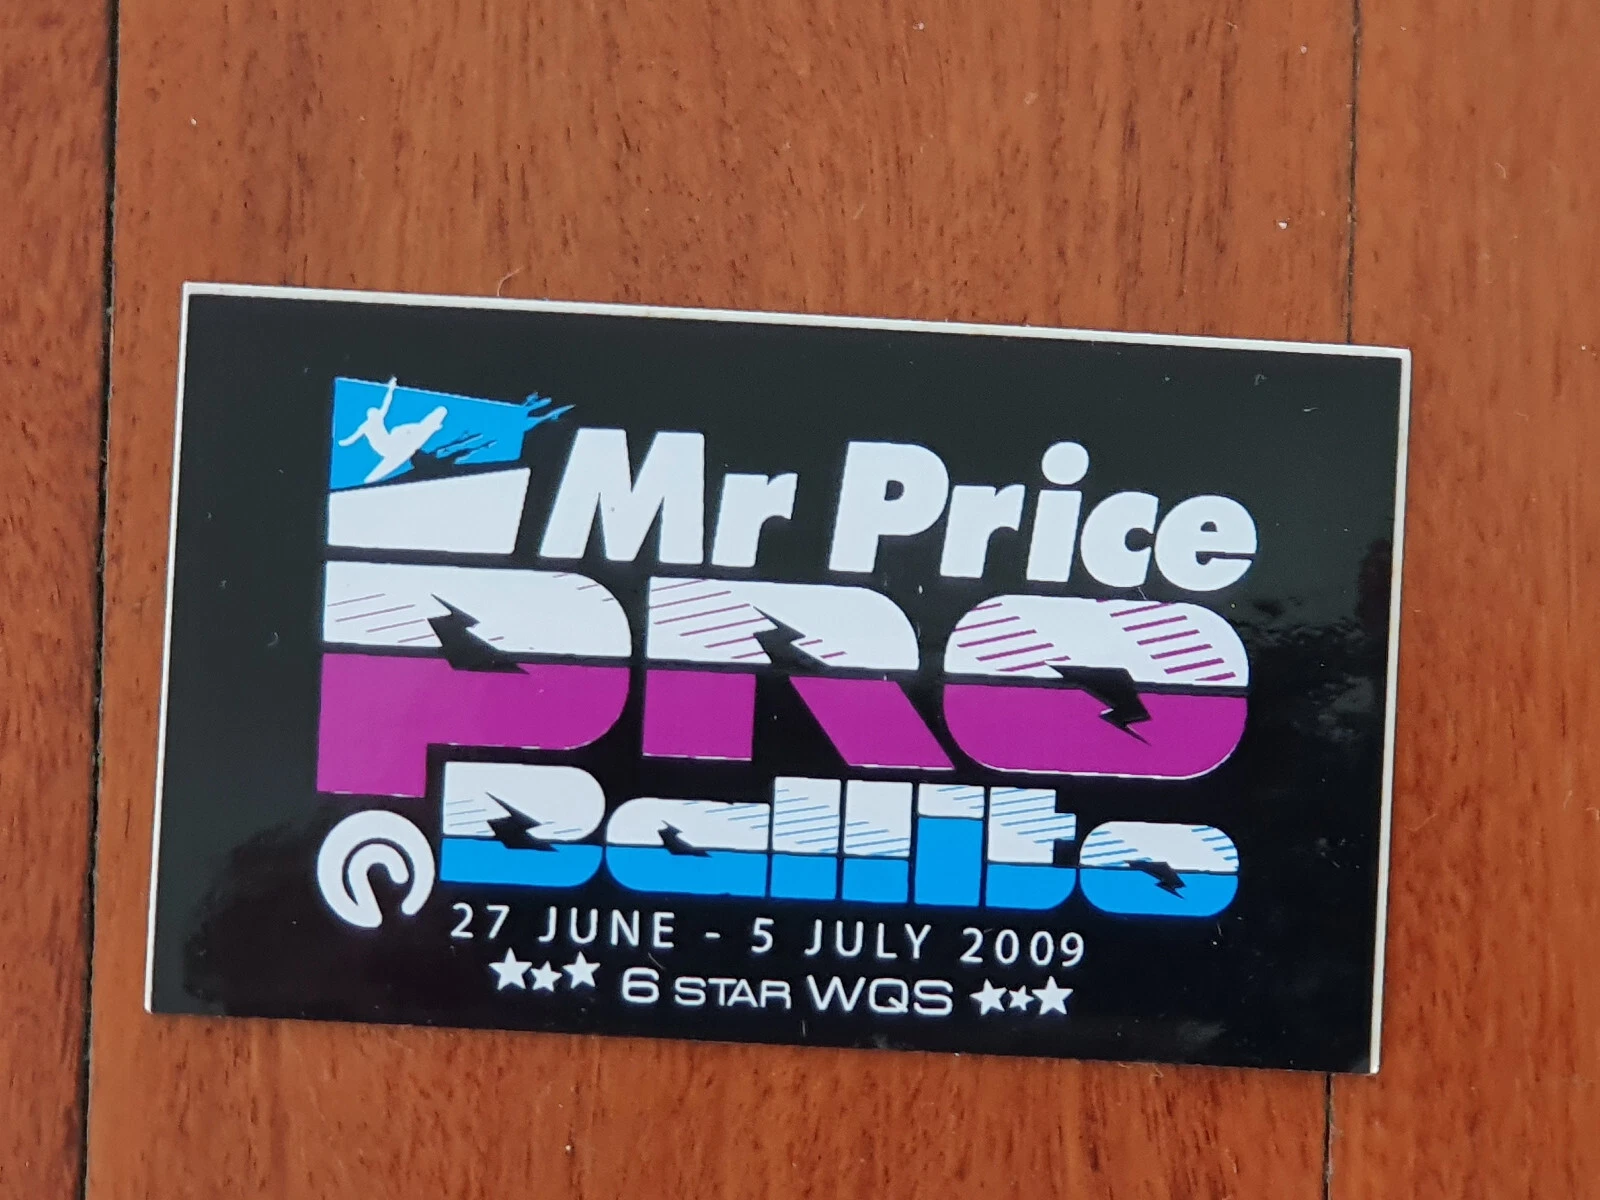 Mr Price
PRO
Ballito
27 JUNE - 5 JULY 2009
6 STAR WQS